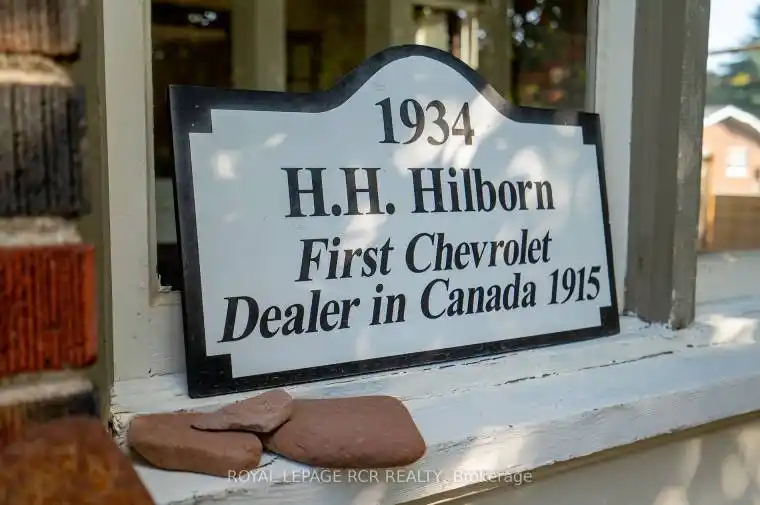 1934
H.H. Hilborn
First Chevrolet
Dealer in Canada 1915
ROYAL LEPAGE RCR REALTY, Brokerage